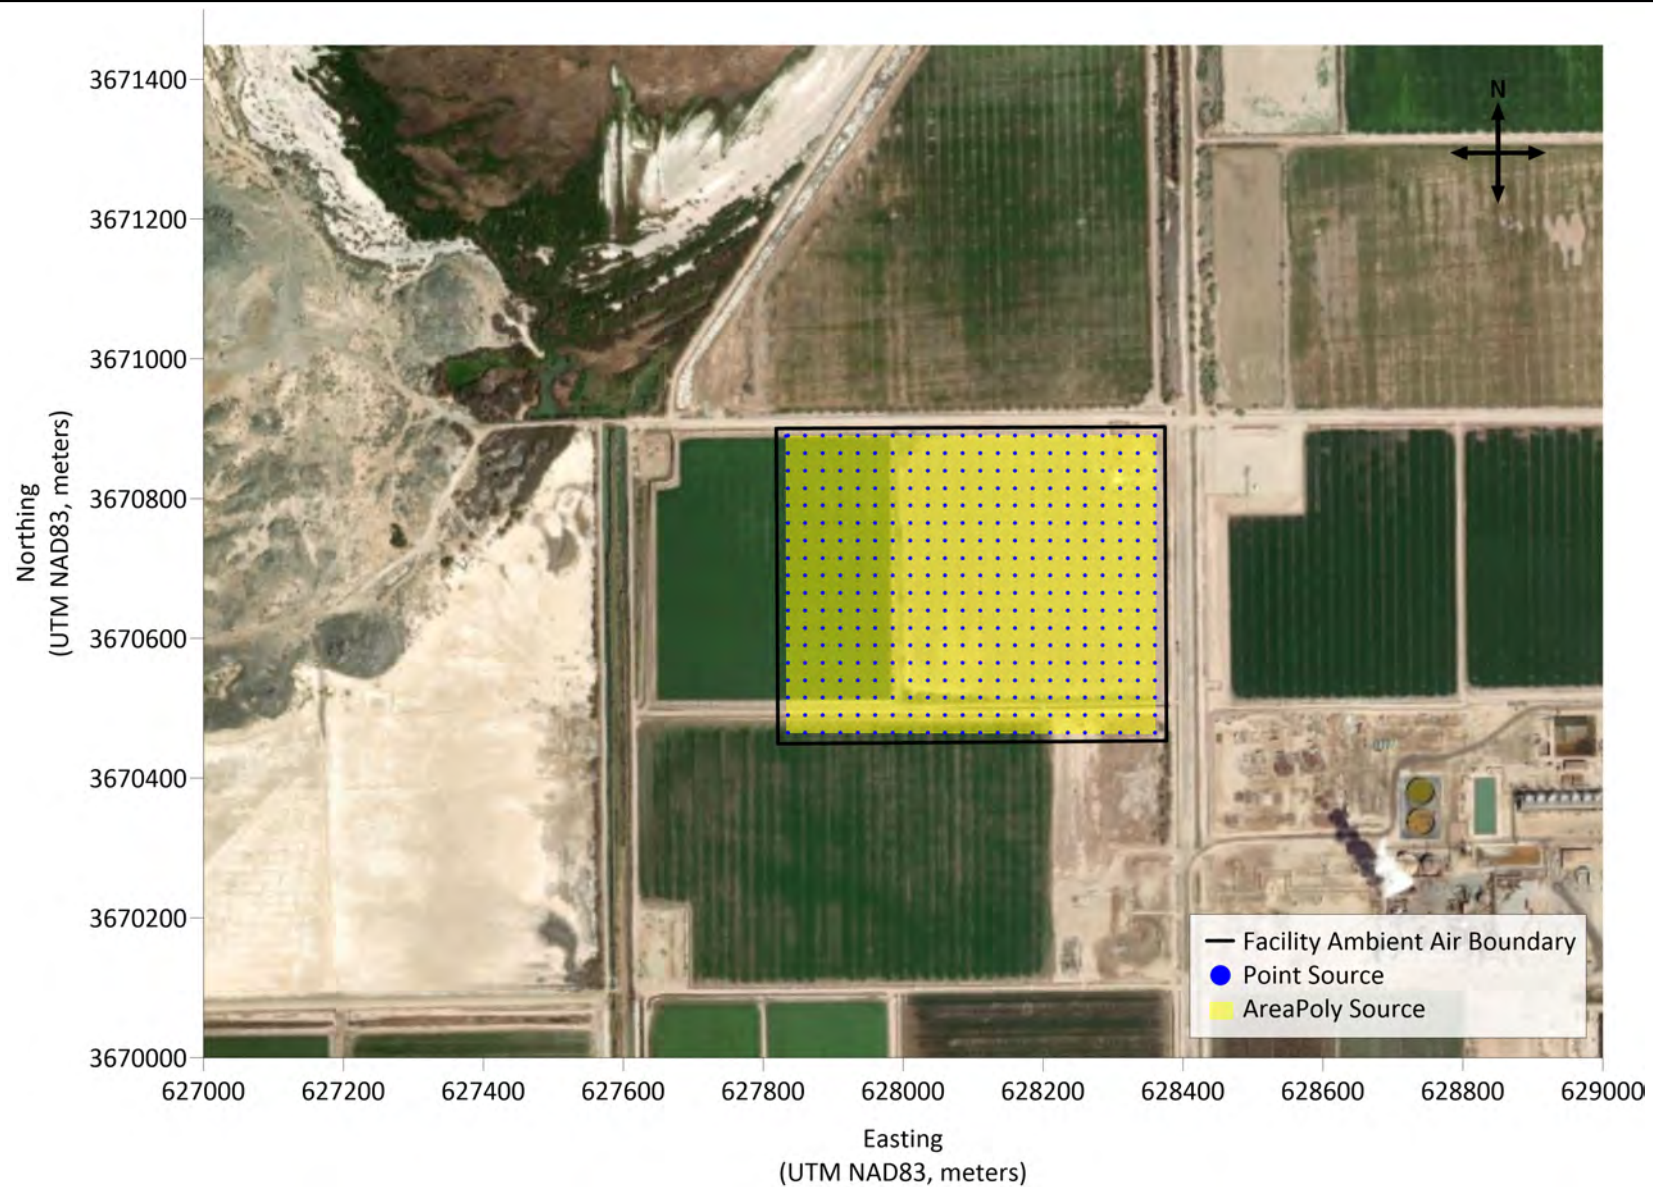 3671400
3671200
3671000
3670800
3670600
3670400
3670200
3670000
Northing
(UTM NAD83, meters)
N
Facility Ambient Air Boundary
Point Source
AreaPoly Source
627000 627200 627400 627600 627800 628000 628200 628400 628600 628800 629000
Easting
(UTM NAD83, meters)